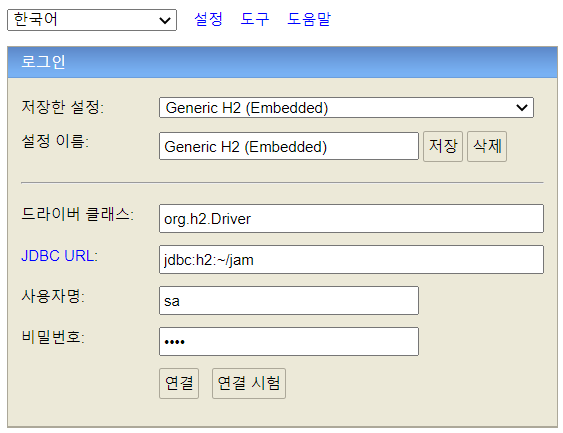 한국어 설정 도구 도움말
로그인
저장한 설정: Generic H2 (Embedded)
설정 이름: Generic H2 (Embedded) 저장 삭제
드라이버 클래스: org.h2.Driver
JDBC URL: jdbc:h2:~/jam
사용자명: sa
비밀번호: ••••
연결 연결 시험